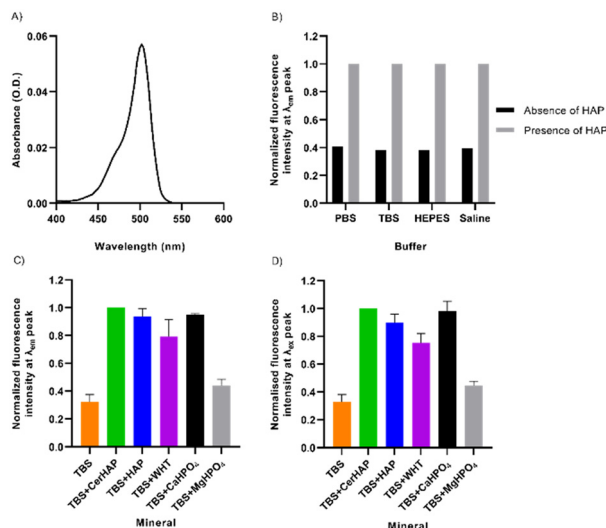 A)
Absorbance (O.D.)
0.06
0.04
0.02
0.00
400 450 500 550 600
Wavelength (nm)
B)
Normalized fluorescence
intensity at λem peak
1.2
1.0
0.8
0.6
0.4
0.2
0.0
PBS TBS HEPES Saline
Buffer
Absence of HAP
Presence of HAP
C)
Normalized fluorescence
intensity at λem peak
1.2
1.0
0.8
0.6
0.4
0.2
0.0
TBS
TBS+CerHAP
TBS+HAP
TBS+WHT
TBS+CaHPO4
TBS+MgHPO4
Mineral
D)
Normalised fluorescence
intensity at λex peak
1.2
1.0
0.8
0.6
0.4
0.2
0.0
TBS
TBS+CerHAP
TBS+HAP
TBS+WHT
TBS+CaHPO4
TBS+MgHPO4
Mineral